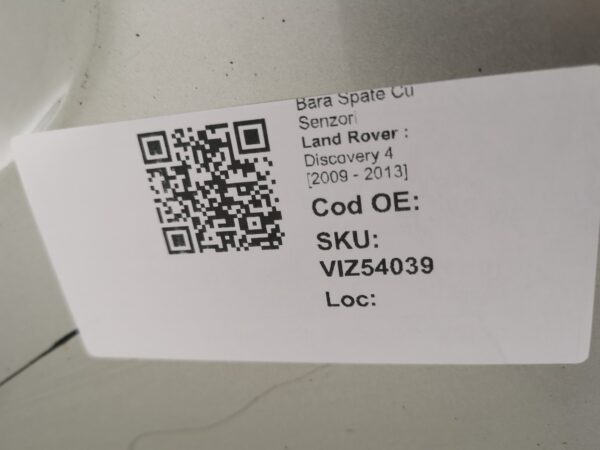 Bara Spate Cu
Senzori
Land Rover :
Discovery 4
[2009 - 2013]
Cod OE:
SKU:
VIZ54039
Loc: